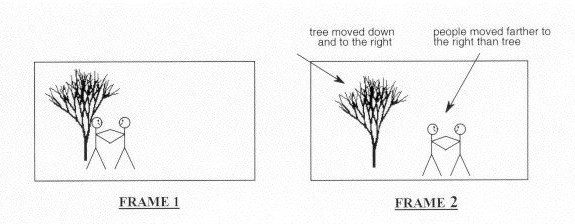 tree moved down
and to the right
people moved farther to
the right than tree
FRAME 1
FRAME 2